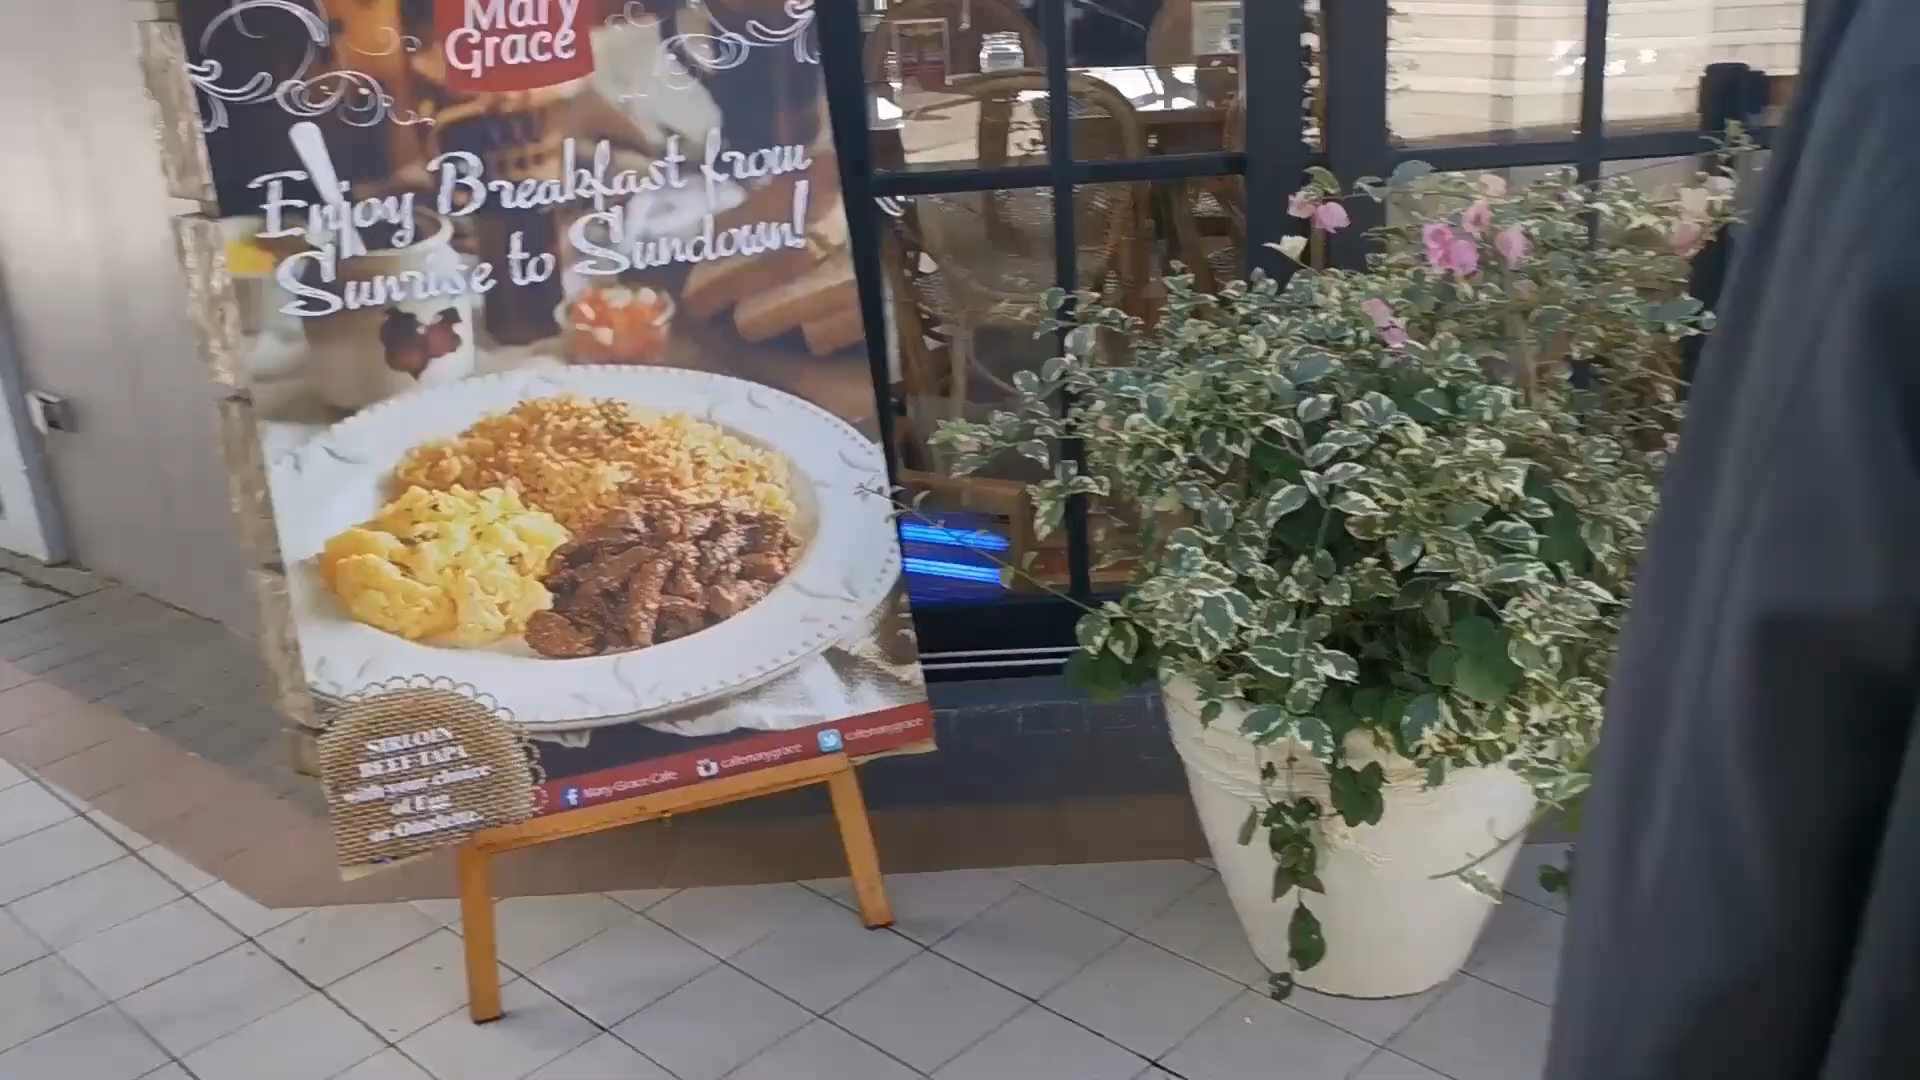 Mary
Grace
Enjoy Breakfast from
Sunrise to Sundown!
SIRLOIN
BEEF TAPA
with your choice
of Egg
or Omelette.
Mary Grace Cafe
cafemarygrace
cafemarygrace